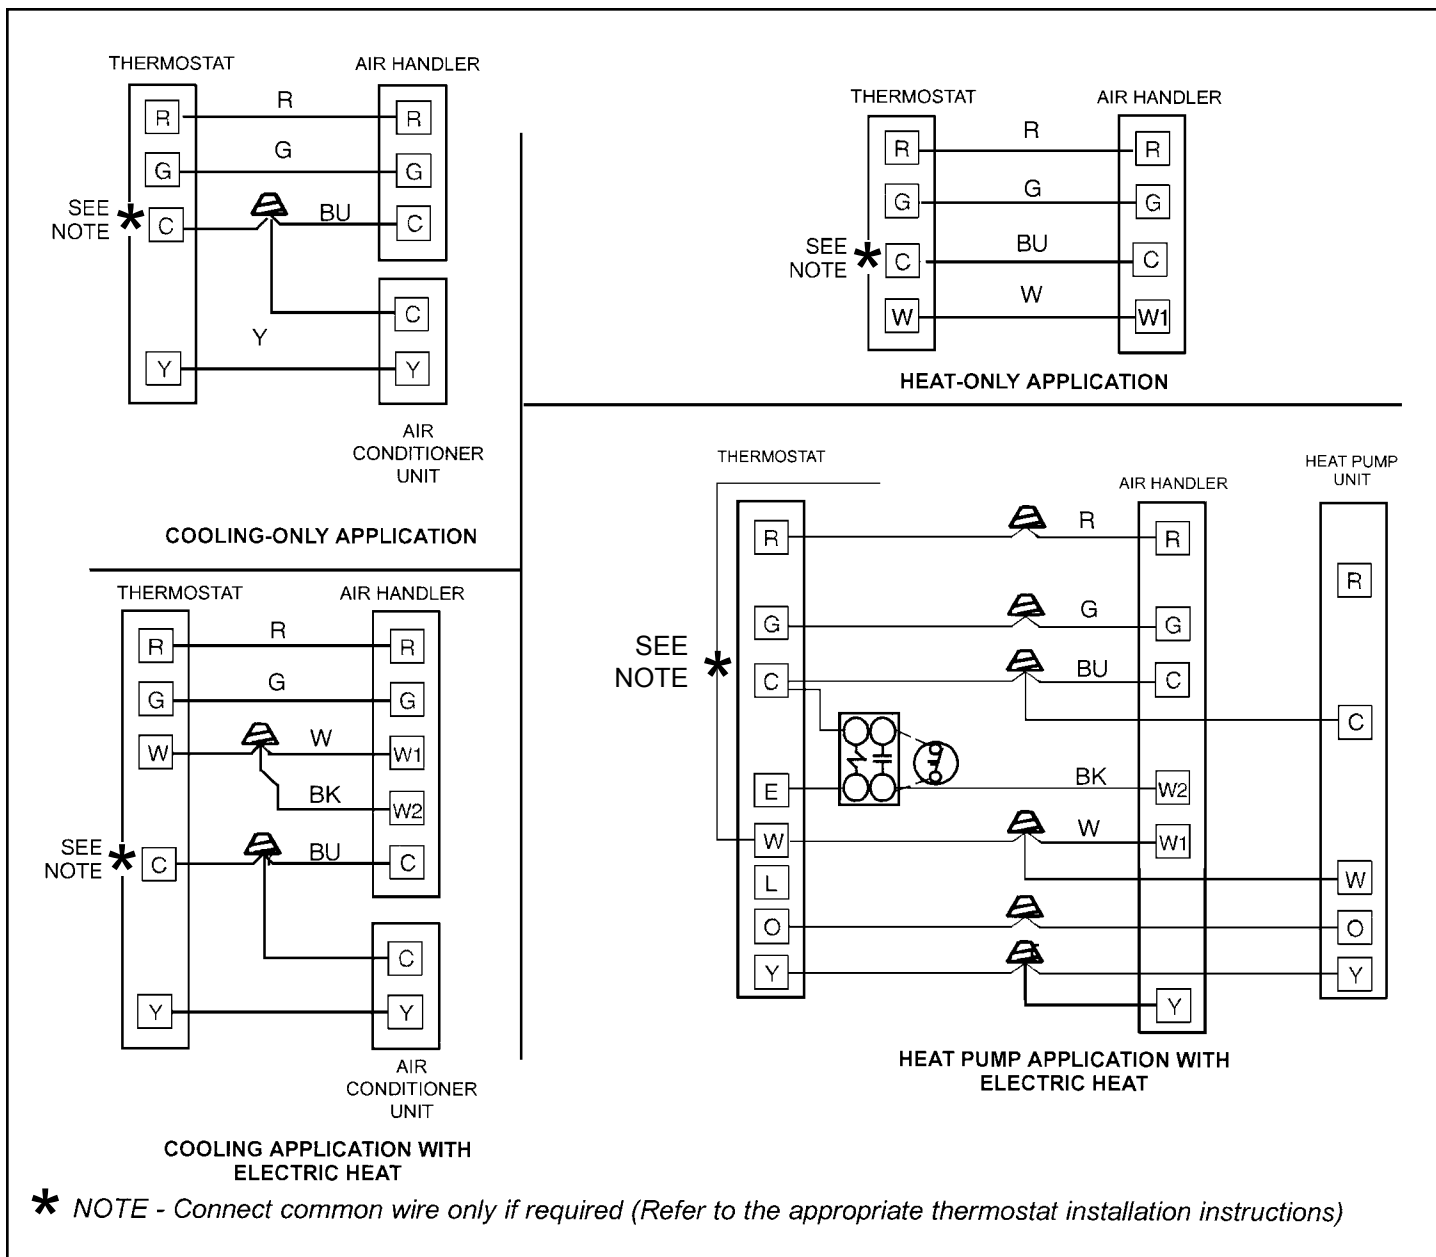 THERMOSTAT AIR HANDLER
R R R
G G G
SEE
NOTE * C BU C
C
Y
Y Y
AIR
CONDITIONER
UNIT
COOLING-ONLY APPLICATION
THERMOSTAT AIR HANDLER
R R R
G G G
SEE
NOTE * C BU C
W W W1
HEAT-ONLY APPLICATION
THERMOSTAT AIR HANDLER
R R R
G G G
W W W1
BK W2
SEE
NOTE * C BU C
C
Y Y
AIR
CONDITIONER
UNIT
COOLING APPLICATION WITH
ELECTRIC HEAT
THERMOSTAT
AIR HANDLER
HEAT PUMP
UNIT
R R R
R
G G G
SEE
NOTE * C BU C
C
E BK W2
W W W1
L W
O O
Y Y
Y
HEAT PUMP APPLICATION WITH
ELECTRIC HEAT
* NOTE - Connect common wire only if required (Refer to the appropriate thermostat installation instructions)